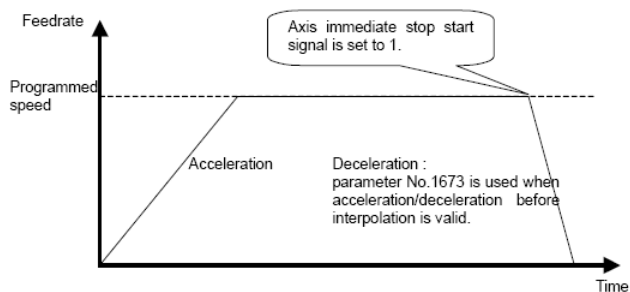 Feedrate
Axis immediate stop start
signal is set to 1.
Programmed
speed
Acceleration
Deceleration :
parameter No.1673 is used when
acceleration/deceleration before
interpolation is valid.
Time